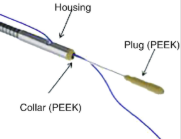 Housing
Plug (PEEK)
Collar (PEEK)